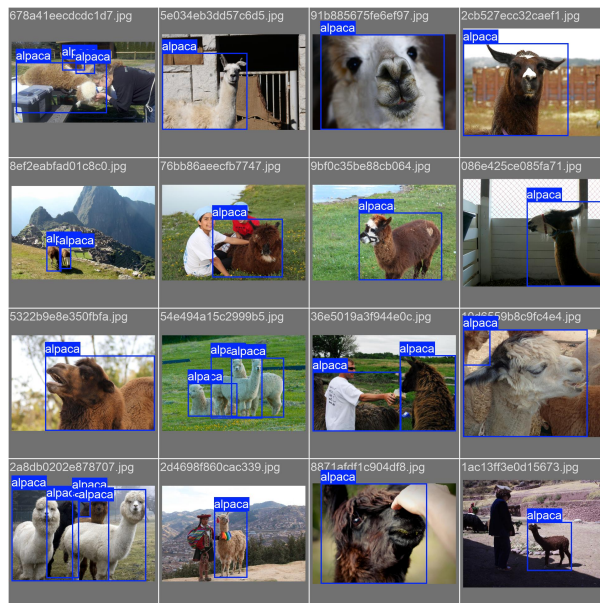 678a41eecdcdc1d7.jpg
5e034eb3dd57c6d5.jpg
91b885675fe6ef97.jpg
2cb527ecc32caef1.jpg
alpaca
alpaca
alpaca
alpaca
alpaca
8ef2eabfad01c8c0.jpg
76bb86aeecfb7747.jpg
9bf0c35be88cb064.jpg
086e425ce085fa71.jpg
alpaca
alpaca
alpaca
alpaca
5322b9e8e350fbfa.jpg
54e494a15c2999b5.jpg
36e5019a3f944e0c.jpg
alpaca
alpaca
alpaca
alpaca
alpaca
alpaca
2a8db0202e878707.jpg
2d4698f860cac339.jpg
8871afdf1c904df8.jpg
1ac13ff3e0d15673.jpg
alpaca
alpaca
alpaca
alpaca
alpaca
alpaca